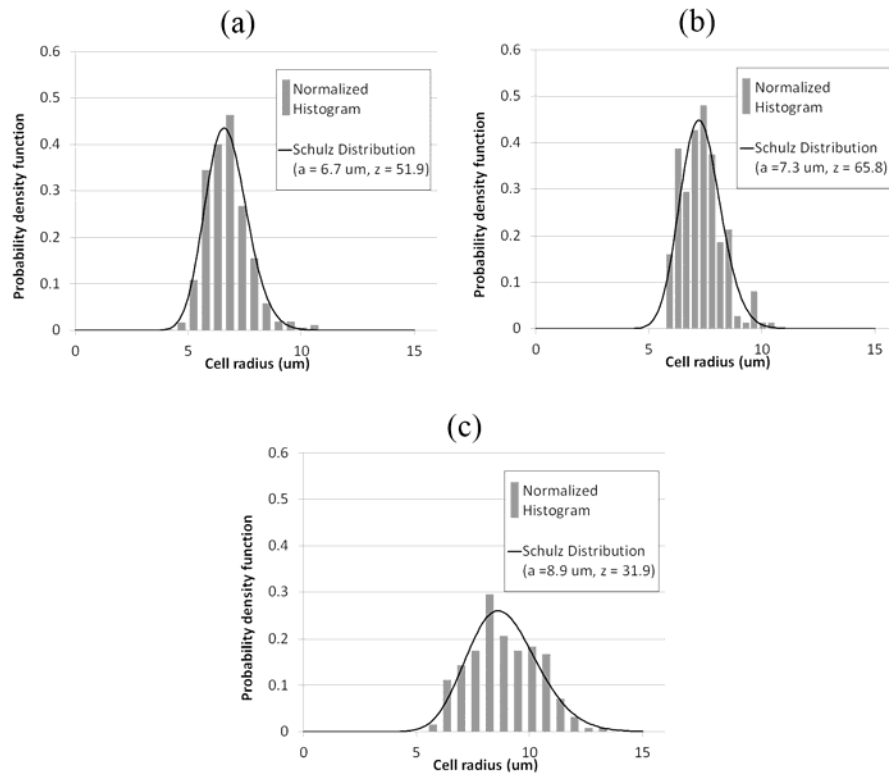 (a)
0.6
0.5
0.4
0.3
0.2
0.1
0
Probability density function
Normalized
Histogram
Schulz Distribution
(a = 6.7 um, z = 51.9)
0 5 10 15
Cell radius (um)
(b)
0.6
0.5
0.4
0.3
0.2
0.1
0
Probability density function
Normalized
Histogram
Schulz Distribution
(a =7.3 um, z = 65.8)
0 5 10 15
Cell radius (um)
(c)
0.6
0.5
0.4
0.3
0.2
0.1
0
Probability density function
Normalized
Histogram
Schulz Distribution
(a =8.9 um, z = 31.9)
0 5 10 15
Cell radius (um)